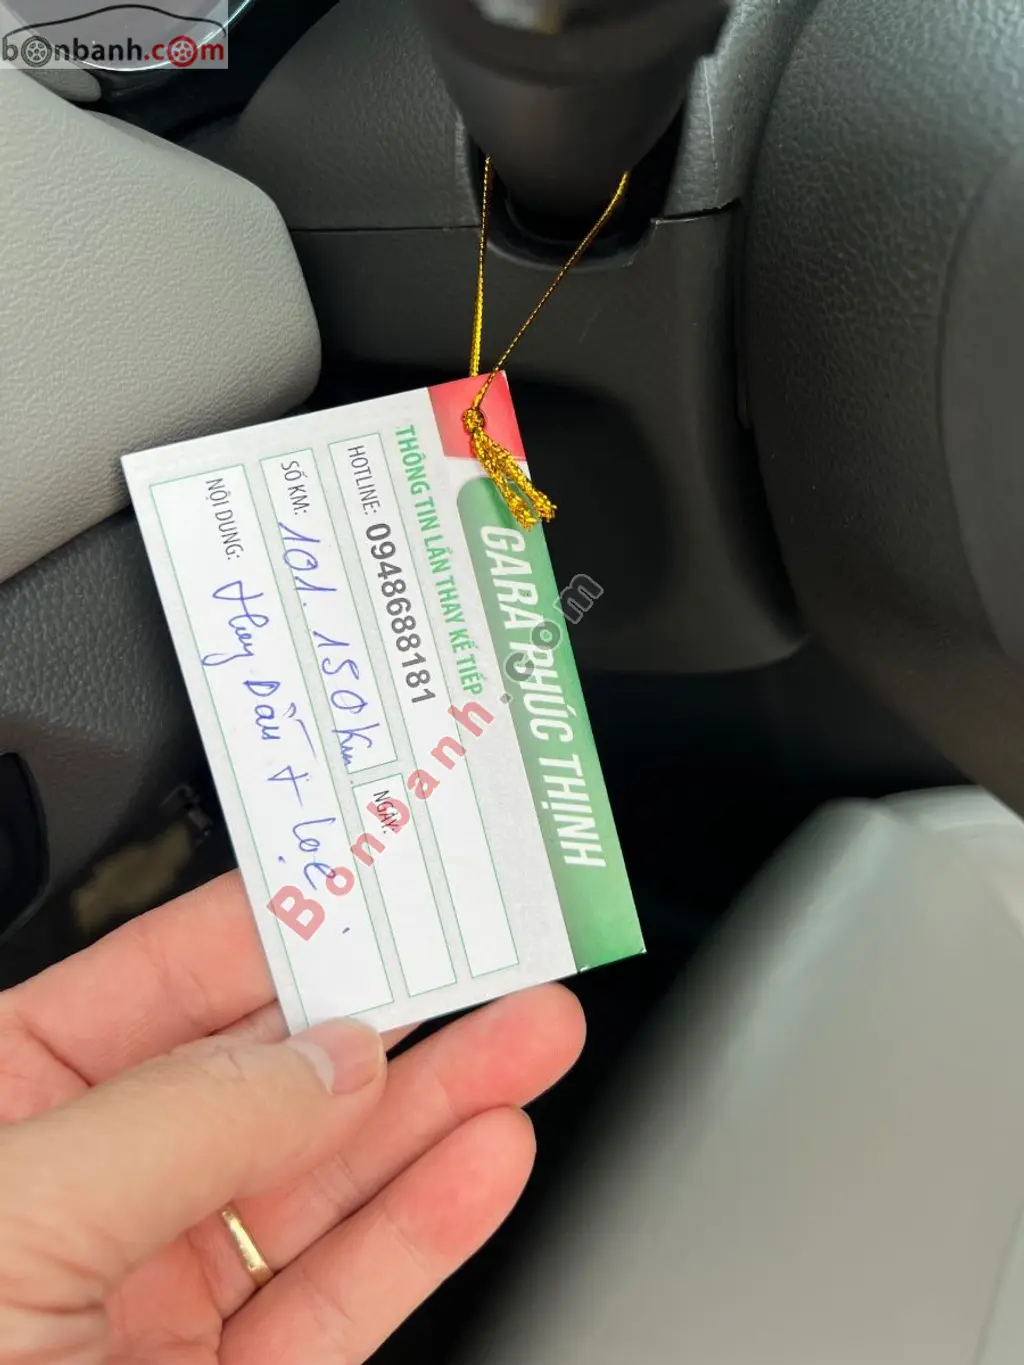 bonbanh.com
GARA PHÚC THỊNH
THÔNG TIN LẦN THAY KẾ TIẾP
HOTLINE: 0948688181
SỐ KM: 101.150 Km
NGÀY:
NỘI DUNG: thay Dầu + lọc.
Bonbanh.com